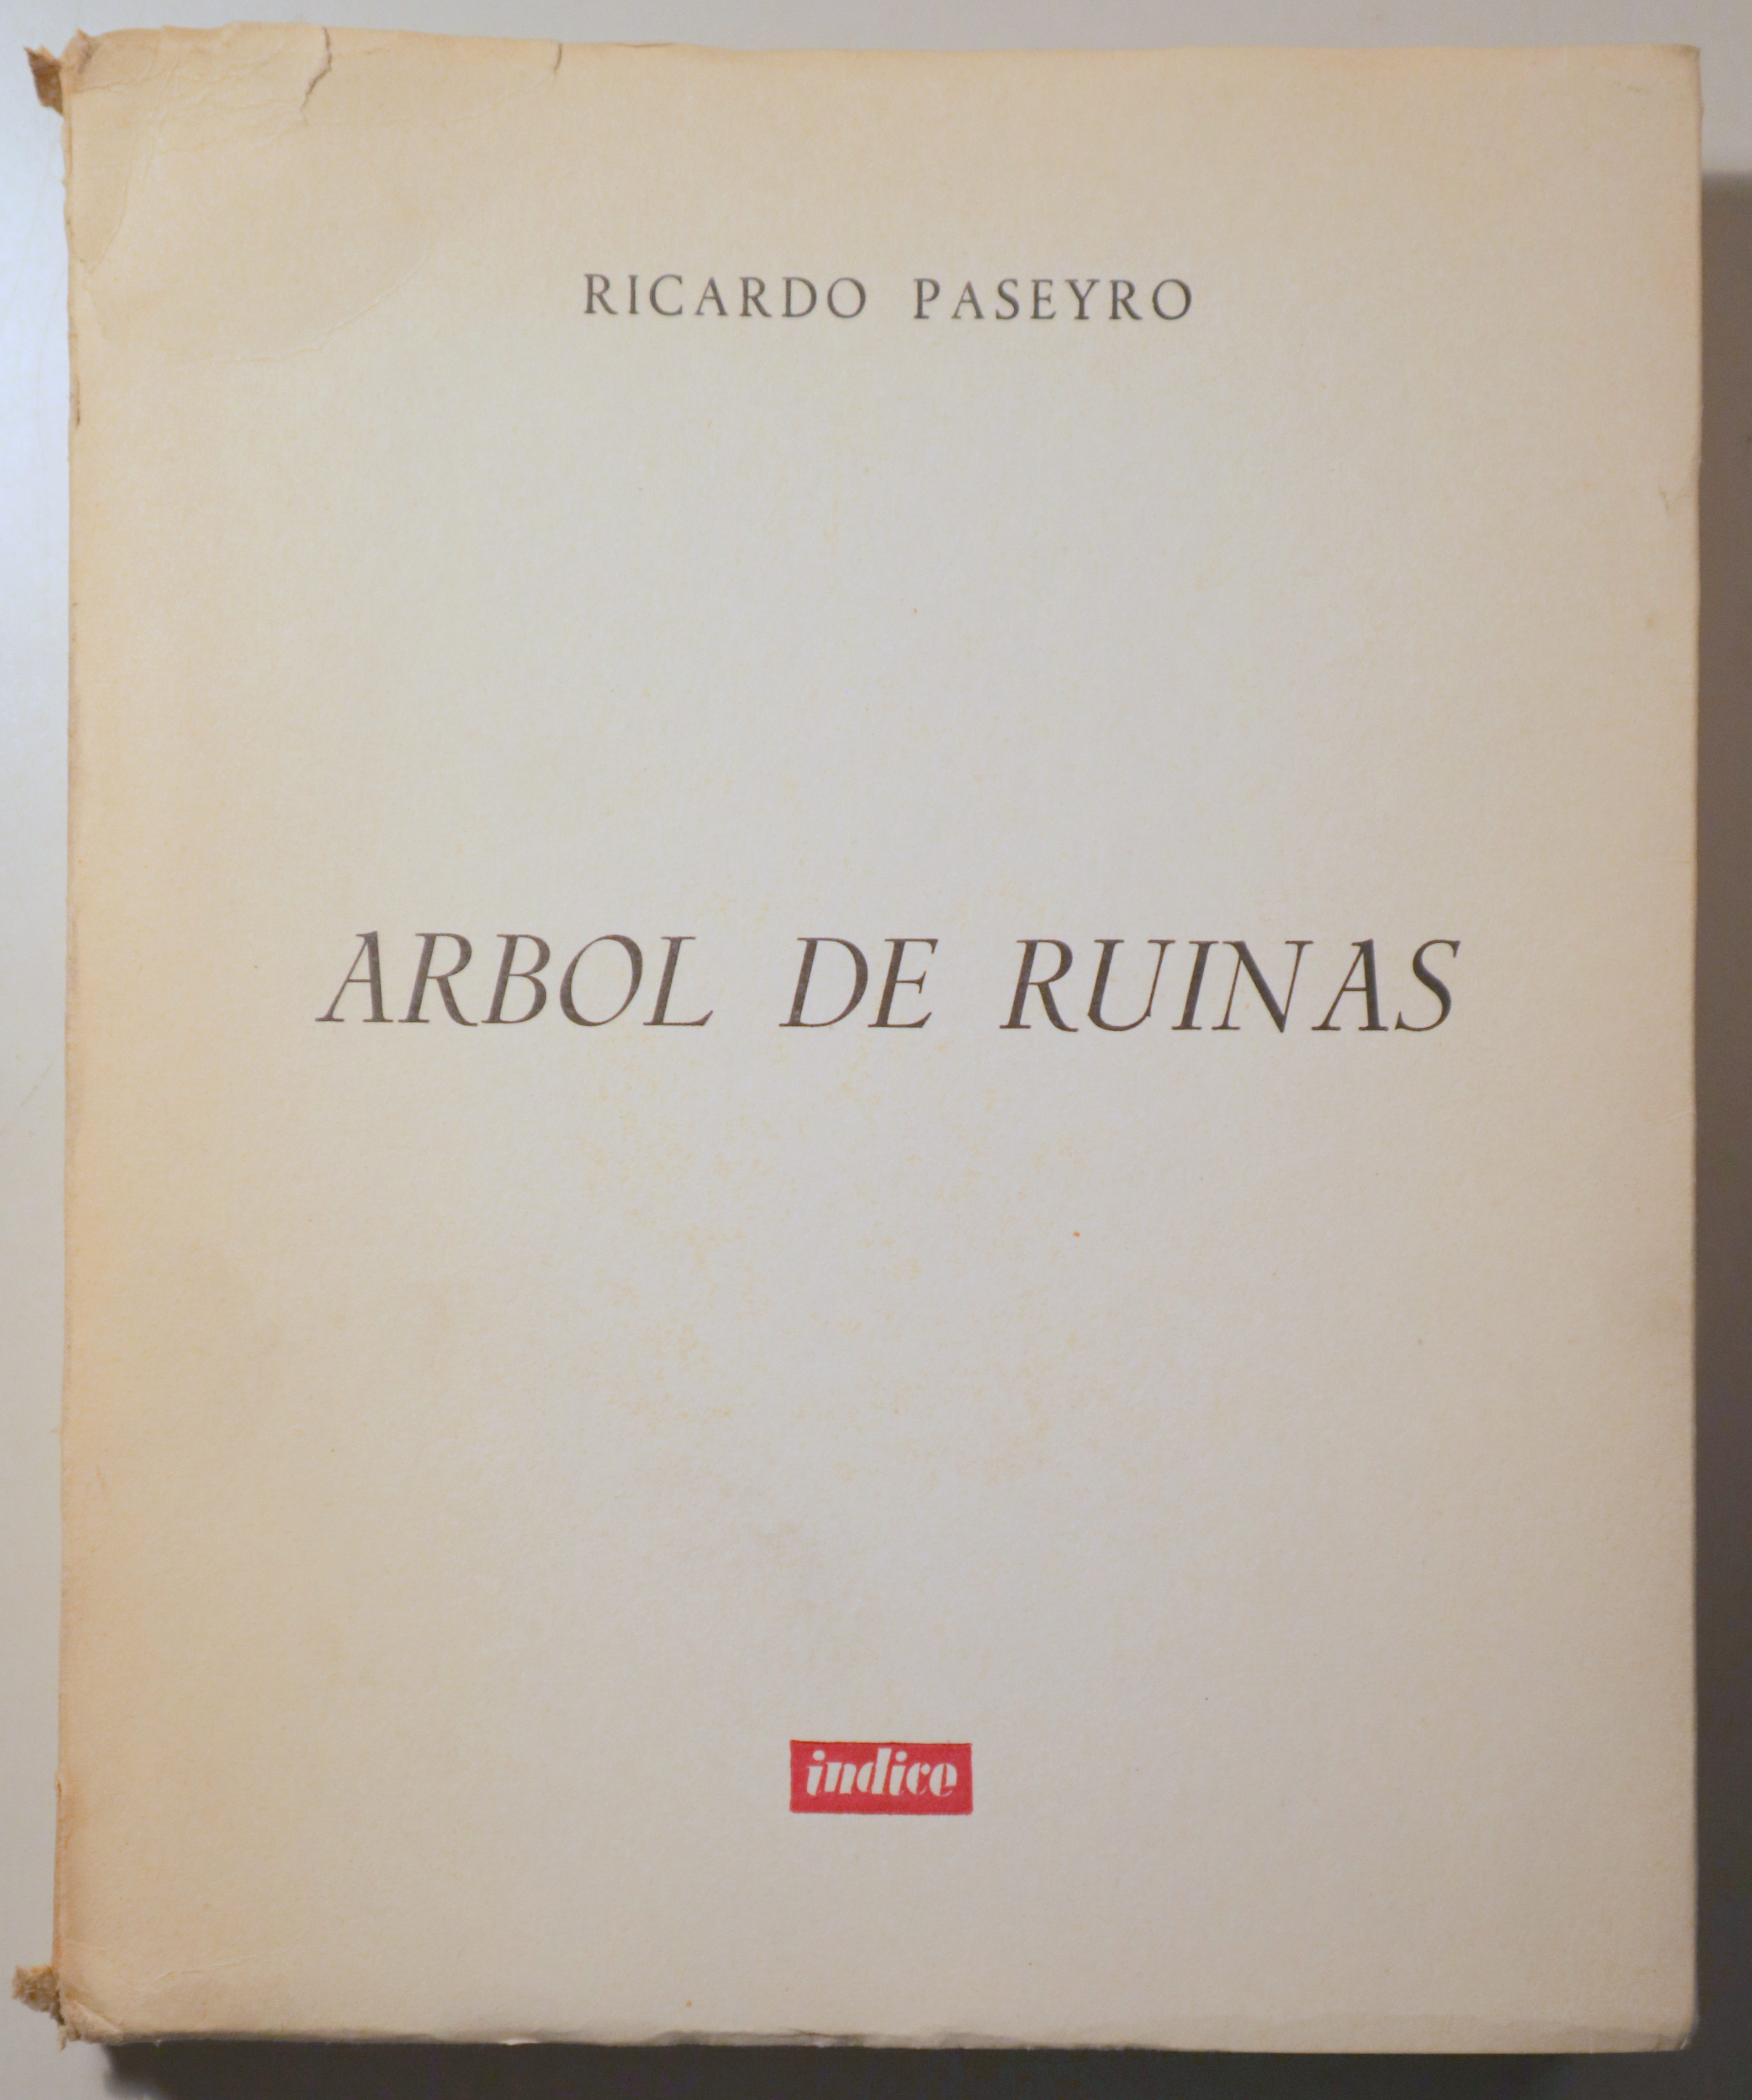 RICARDO PASEYRO
ARBOL DE RUINAS
indice